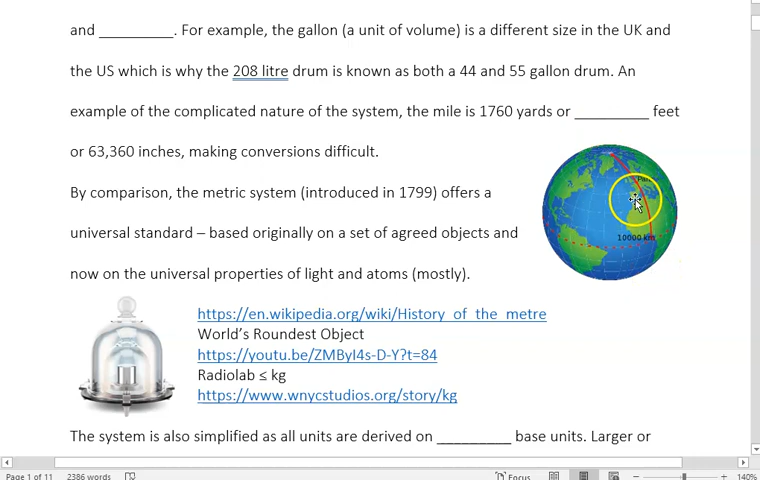 and __________. For example, the gallon (a unit of volume) is a different size in the UK and
the US which is why the 208 litre drum is known as both a 44 and 55 gallon drum. An
example of the complicated nature of the system, the mile is 1760 yards or __________ feet
or 63,360 inches, making conversions difficult.
By comparison, the metric system (introduced in 1799) offers a
universal standard – based originally on a set of agreed objects and
now on the universal properties of light and atoms (mostly).
10000 km
https://en.wikipedia.org/wiki/History_of_the_metre
World's Roundest Object
https://youtu.be/ZMByI4s-D-Y?t=84
Radiolab ≤ kg
https://www.wnycstudios.org/story/kg
The system is also simplified as all units are derived on __________ base units. Larger or
Page 1 of 11 2386 words Focus 140%